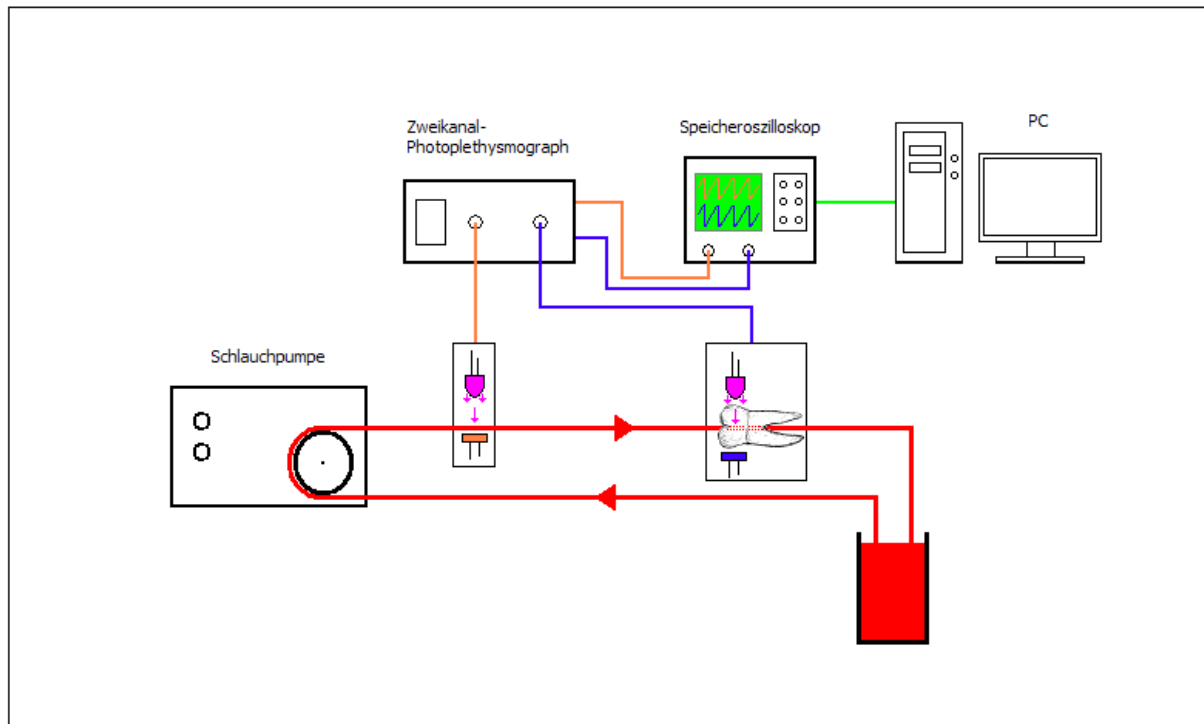 Zweikanal-
Photoplethysmograph
Speicheroszilloskop
PC
Schlauchpumpe